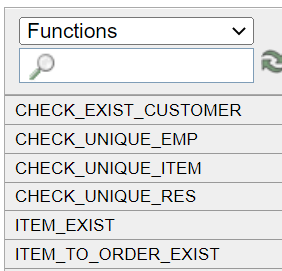 Functions
CHECK_EXIST_CUSTOMER
CHECK_UNIQUE_EMP
CHECK_UNIQUE_ITEM
CHECK_UNIQUE_RES
ITEM_EXIST
ITEM_TO_ORDER_EXIST